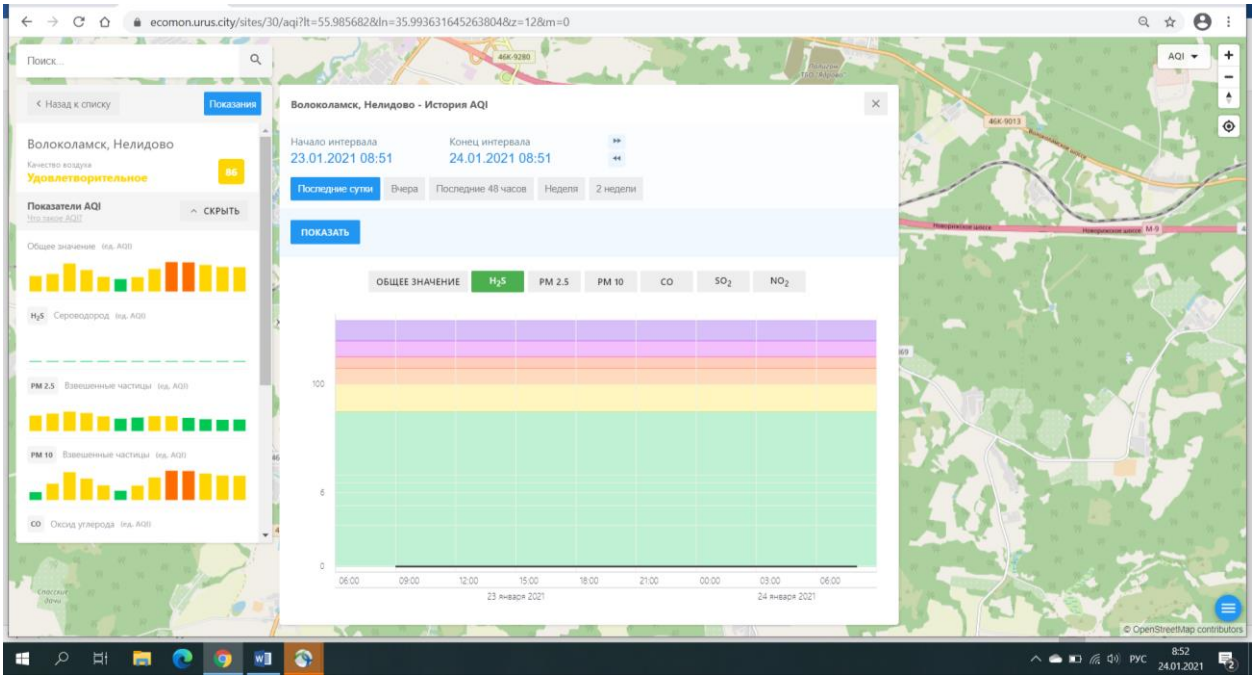 ecomon.urus.city/sites/30/aqi?lt=55.985682&ln=35.993631645263804&z=12&m=0
Поиск...
46К-9280
AQI
Назад к списку
Показания
Волоколамск, Нелидово
Качество воздуха
Удовлетворительное
86
Показатели AQI
Что такое AQI?
СКРЫТЬ
Общее значение (ед. AQI)
H₂S Сероводород (ед. AQI)
PM 2.5 Взвешенные частицы (ед. AQI)
PM 10 Взвешенные частицы (ед. AQI)
CO Оксид углерода (ед. AQI)
Волоколамск, Нелидово - История AQI
Начало интервала
Конец интервала
23.01.2021 08:51
24.01.2021 08:51
Последние сутки
Вчера
Последние 48 часов
Неделя
2 недели
ПОКАЗАТЬ
ОБЩЕЕ ЗНАЧЕНИЕ
H₂S
PM 2.5
PM 10
CO
SO₂
NO₂
100
6
0
06:00 09:00 12:00 15:00 18:00 21:00 00:00 03:00 06:00
23 января 2021
24 января 2021
46К-9013
Новорижское шоссе
Новорижское шоссе
М-9
Спасские
дачи
© OpenStreetMap contributors
РУС
8:52
24.01.2021
2